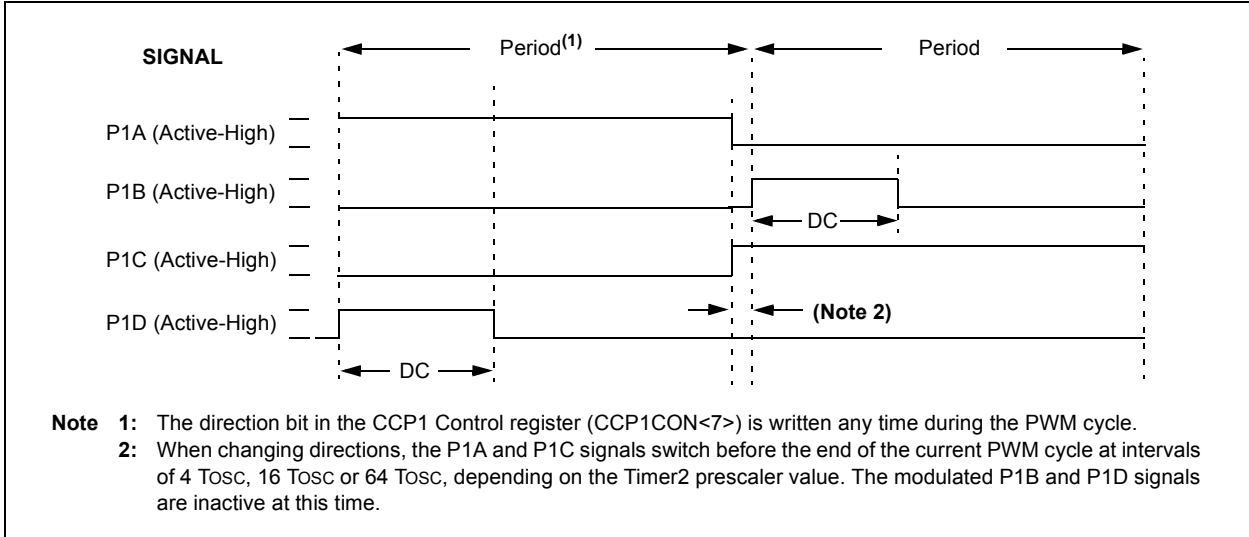 SIGNAL
Period(1)
Period
P1A (Active-High)
P1B (Active-High)
DC
P1C (Active-High)
P1D (Active-High)
(Note 2)
DC
Note 1: The direction bit in the CCP1 Control register (CCP1CON<7>) is written any time during the PWM cycle.
2: When changing directions, the P1A and P1C signals switch before the end of the current PWM cycle at intervals
of 4 TOSC, 16 TOSC or 64 TOSC, depending on the Timer2 prescaler value. The modulated P1B and P1D signals
are inactive at this time.